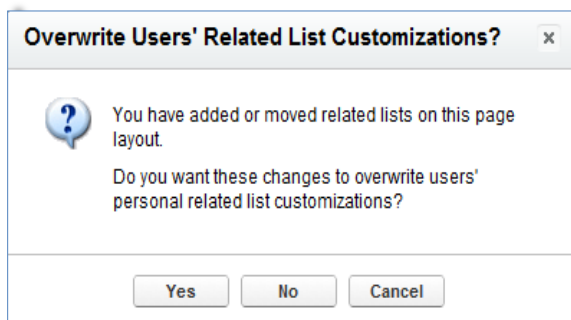 Overwrite Users' Related List Customizations?
x
?
You have added or moved related lists on this page
layout.
Do you want these changes to overwrite users'
personal related list customizations?
Yes No Cancel